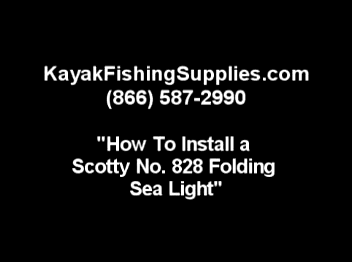 KayakFishingSupplies.com
(866) 587-2990
"How To Install a
Scotty No. 828 Folding
Sea Light"